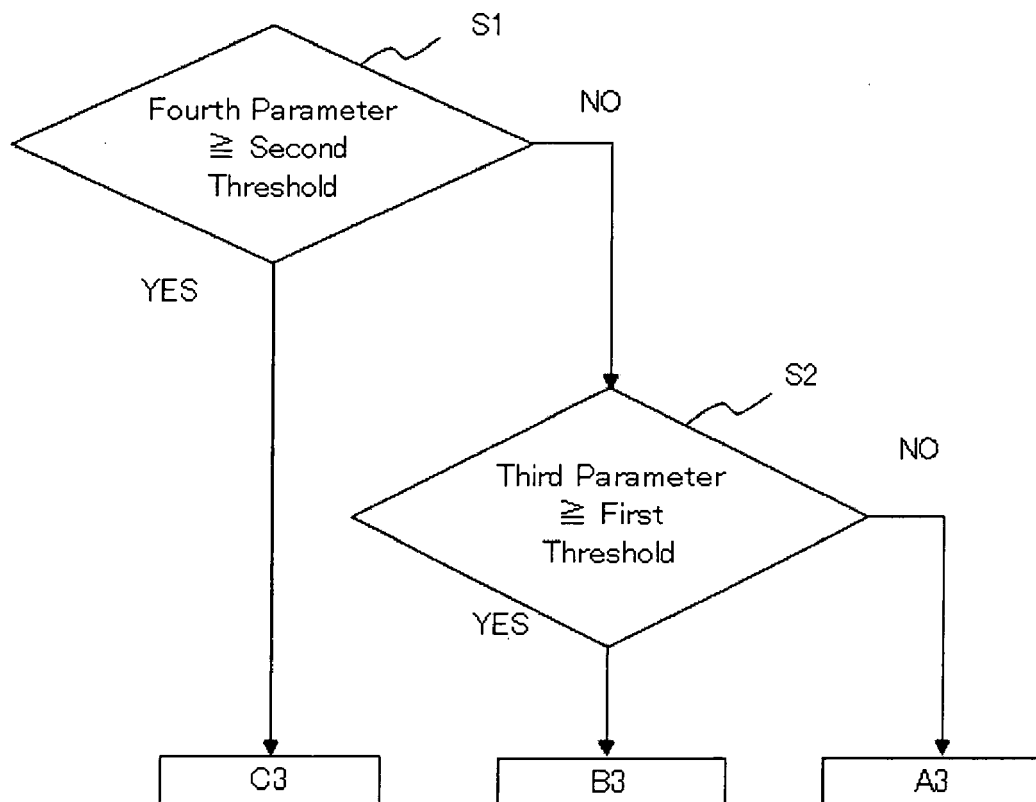 S1
Fourth Parameter
≧ Second
Threshold
NO
YES
S2
Third Parameter
≧ First
Threshold
NO
YES
C3
B3
A3